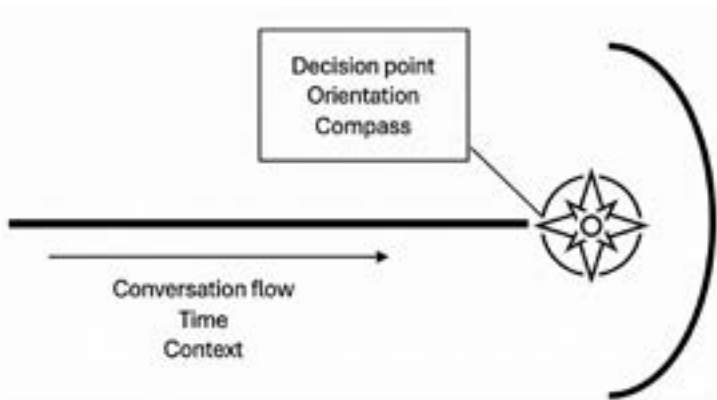 Decision point
Orientation
Compass
Conversation flow
Time
Context